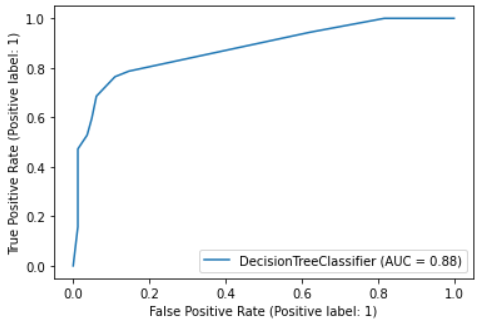 1.0
0.8
0.6
0.4
0.2
0.0
True Positive Rate (Positive label: 1)
DecisionTreeClassifier (AUC = 0.88)
0.0 0.2 0.4 0.6 0.8 1.0
False Positive Rate (Positive label: 1)